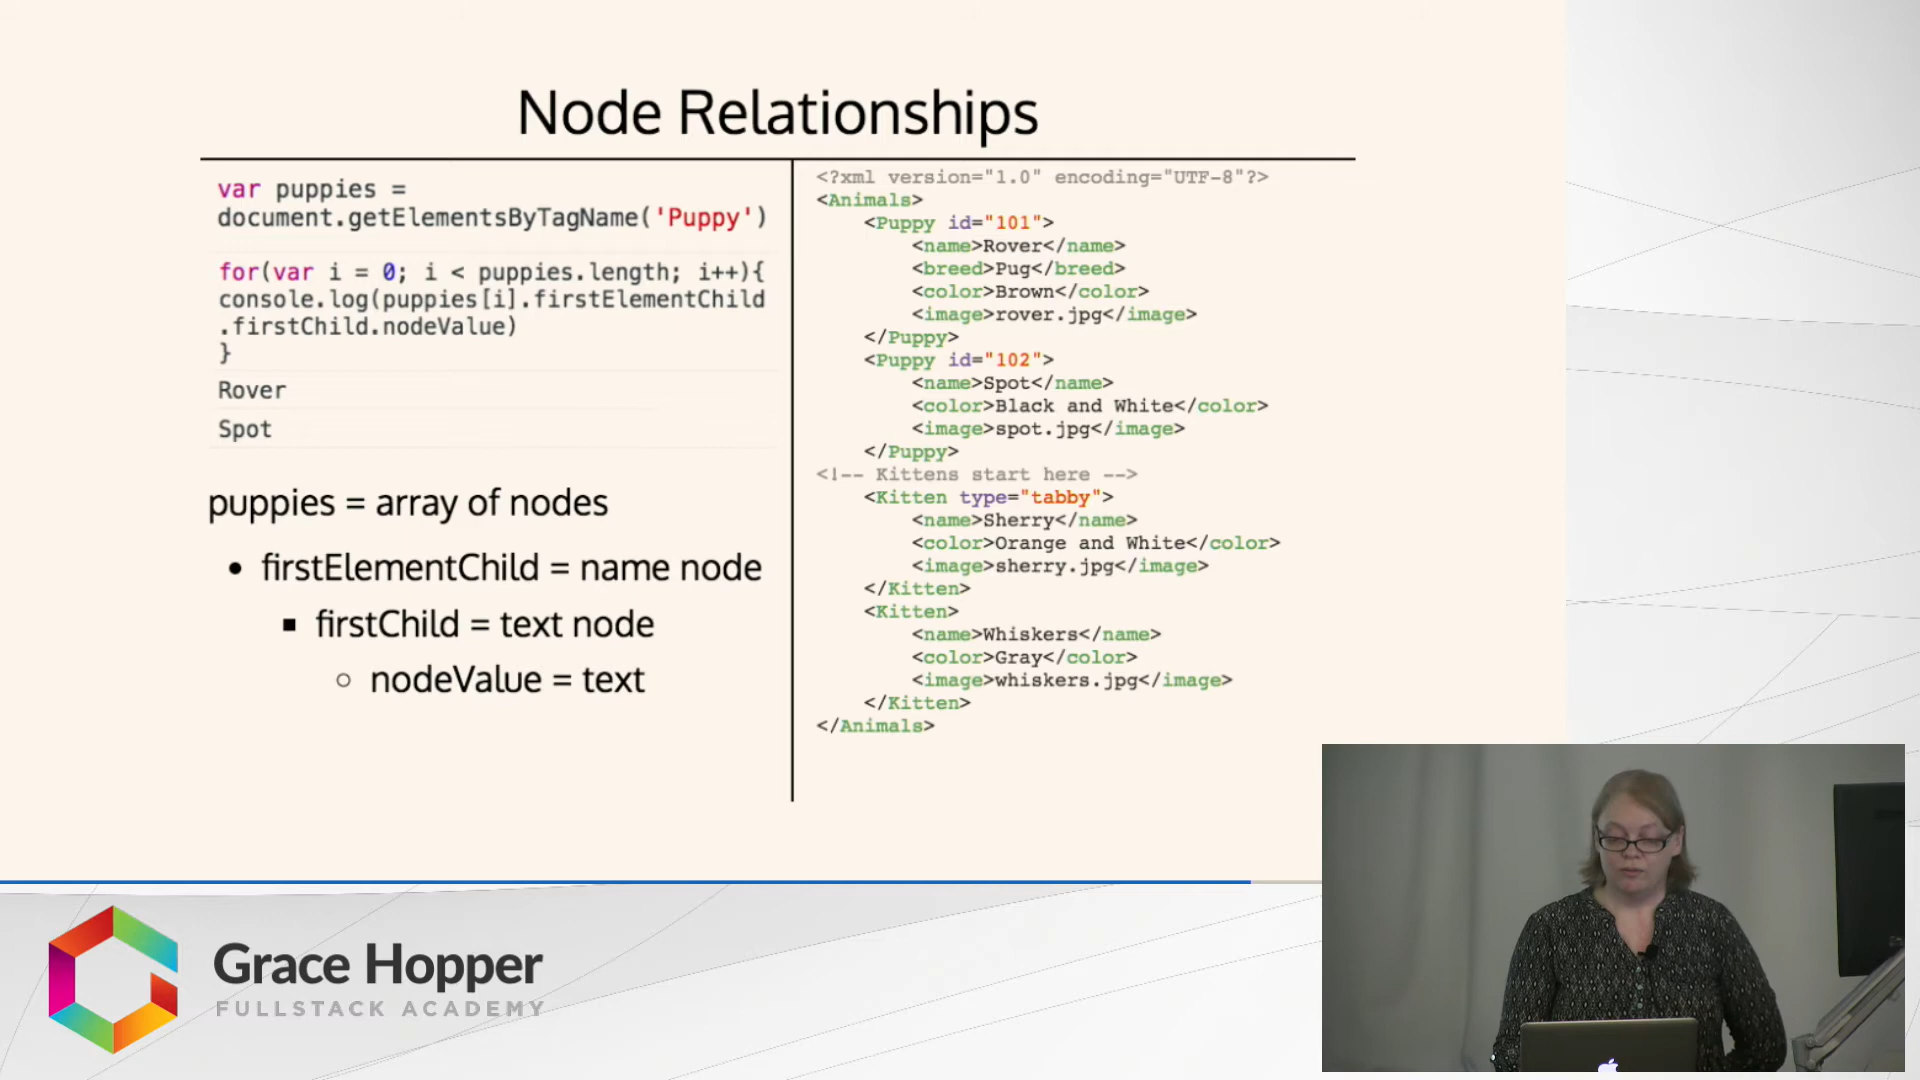 Node Relationships
var puppies =
document.getElementsByTagName('Puppy')
for(var i = 0; i < puppies.length; i++){
console.log(puppies[i].firstElementChild
.firstChild.nodeValue)
}
Rover
Spot
puppies = array of nodes
• firstElementChild = name node
▪ firstChild = text node
○ nodeValue = text
<?xml version="1.0" encoding="UTF-8"?>
<Animals>
<Puppy id="101">
<name>Rover</name>
<breed>Pug</breed>
<color>Brown</color>
<image>rover.jpg</image>
</Puppy>
<Puppy id="102">
<name>Spot</name>
<color>Black and White</color>
<image>spot.jpg</image>
</Puppy>
<!-- Kittens start here -->
<Kitten type="tabby">
<name>Sherry</name>
<color>Orange and White</color>
<image>sherry.jpg</image>
</Kitten>
<Kitten>
<name>Whiskers</name>
<color>Gray</color>
<image>whiskers.jpg</image>
</Kitten>
</Animals>
Grace Hopper
FULLSTACK ACADEMY